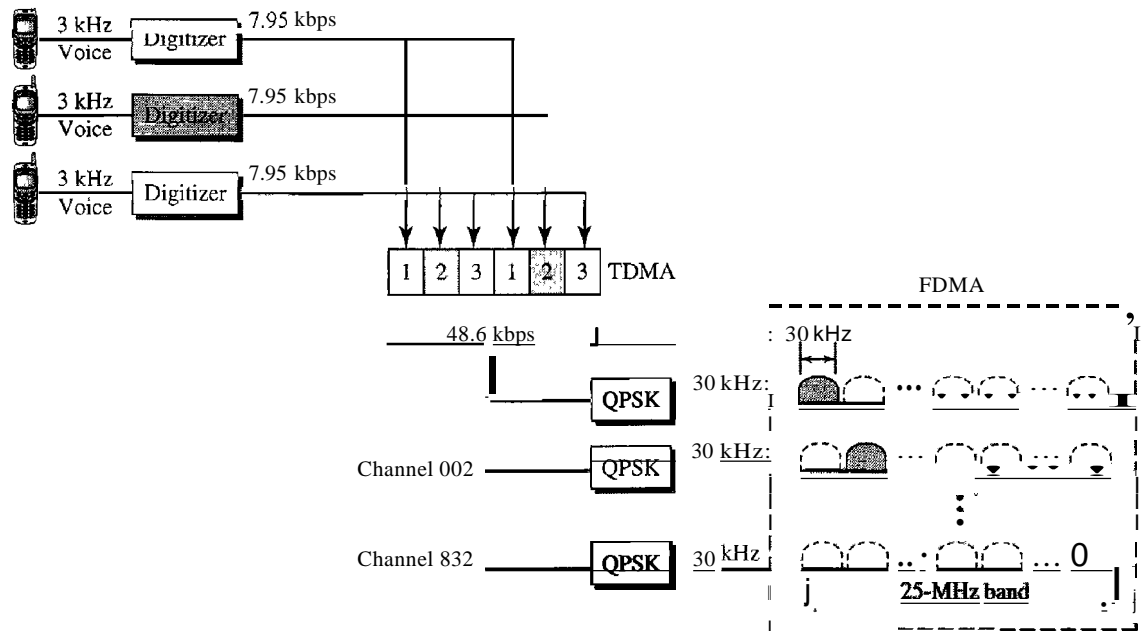 3 kHz
Voice
Digitizer
7.95 kbps
3 kHz
Voice
Digitizer
7.95 kbps
3 kHz
Voice
Digitizer
7.95 kbps
1 2 3 1 2 3 TDMA
FDMA
48.6 kbps
: 30 kHz
QPSK
30 kHz:
Channel 002
QPSK
30 kHz:
Channel 832
QPSK
30 kHz
0
25-MHz band